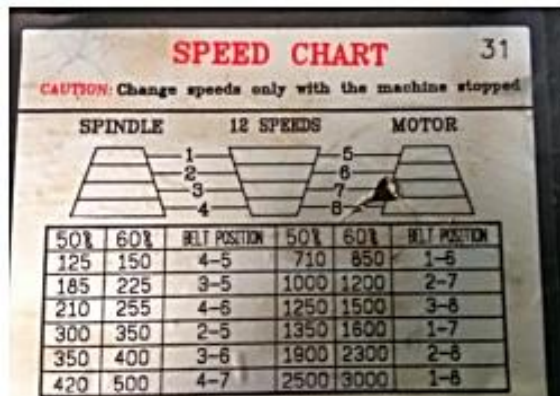 SPEED CHART 31
CAUTION: Change speeds only with the machine stopped
SPINDLE 12 SPEEDS MOTOR
1 5
2 6
3 7
4 8
50% 60% BELT POSITION 50% 60% BELT POSITION
125 150 4-5 710 850 1-6
185 225 3-5 1000 1200 2-7
210 255 4-6 1250 1500 3-8
300 350 2-5 1350 1600 1-7
350 400 3-6 1900 2300 2-8
420 500 4-7 2500 3000 1-8